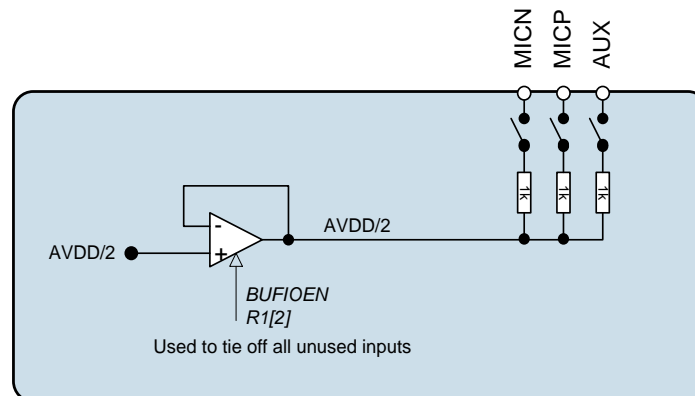 MICN
MICP
AUX
1k
1k
1k
-
+
AVDD/2
AVDD/2
BUFIOEN
R1[2]
Used to tie off all unused inputs